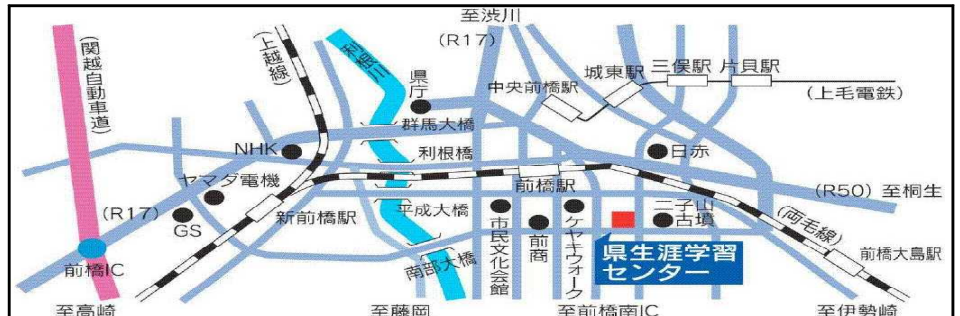 至渋川
(R17)
関越自動車道
(上越線)
利根川
県庁
中央前橋駅
城東駅
三俣駅
片貝駅
(上毛電鉄)
群馬大橋
NHK
利根橋
日赤
ヤマダ電機
前橋駅
(R50) 至桐生
(R17)
GS
新前橋駅
平成大橋
二子山
古墳
(両毛線)
市民文化会館
前商
ケヤキウォーク
県生涯学習
センター
前橋大島駅
前橋IC
南部大橋
至高崎
至藤岡
至前橋南IC
至伊勢崎